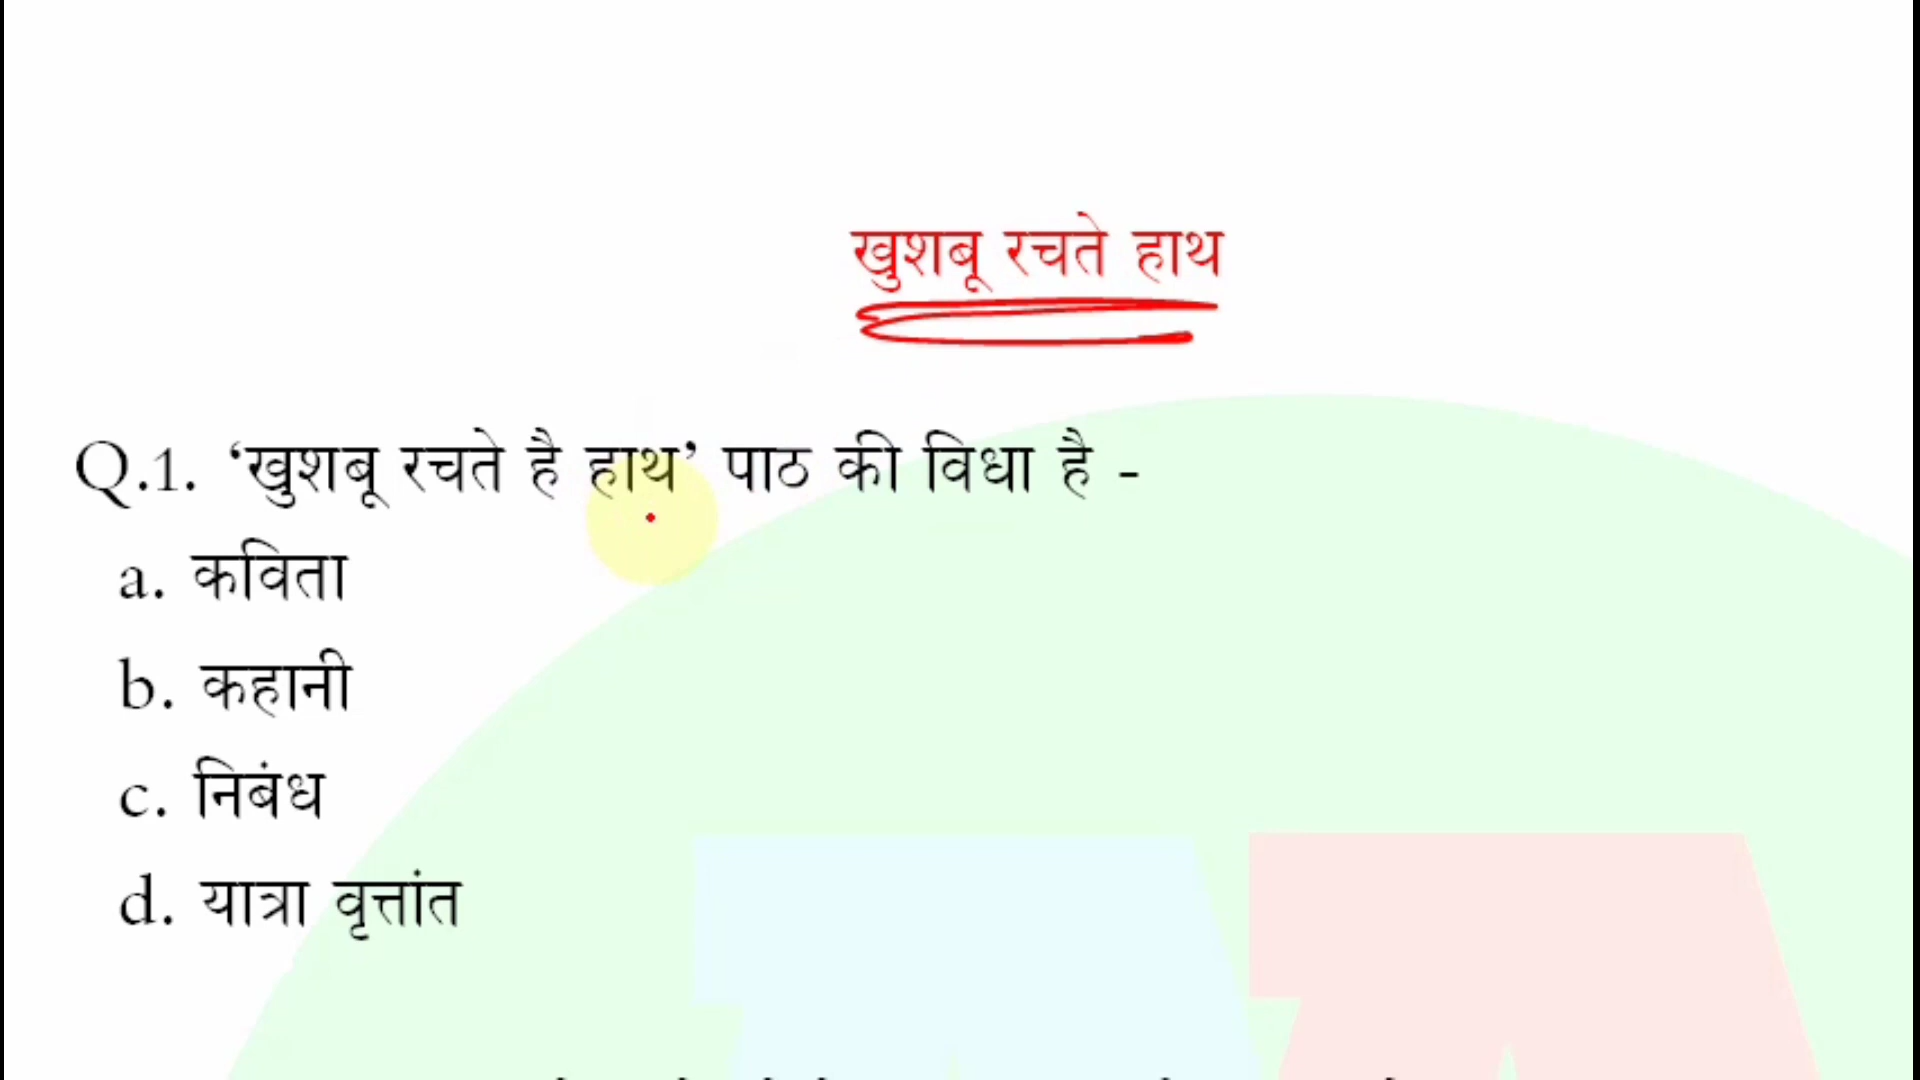 खुशबू रचते हाथ
Q.1. ‘खुशबू रचते है हाथ’ पाठ की विधा है -
a. कविता
b. कहानी
c. निबंध
d. यात्रा वृत्तांत